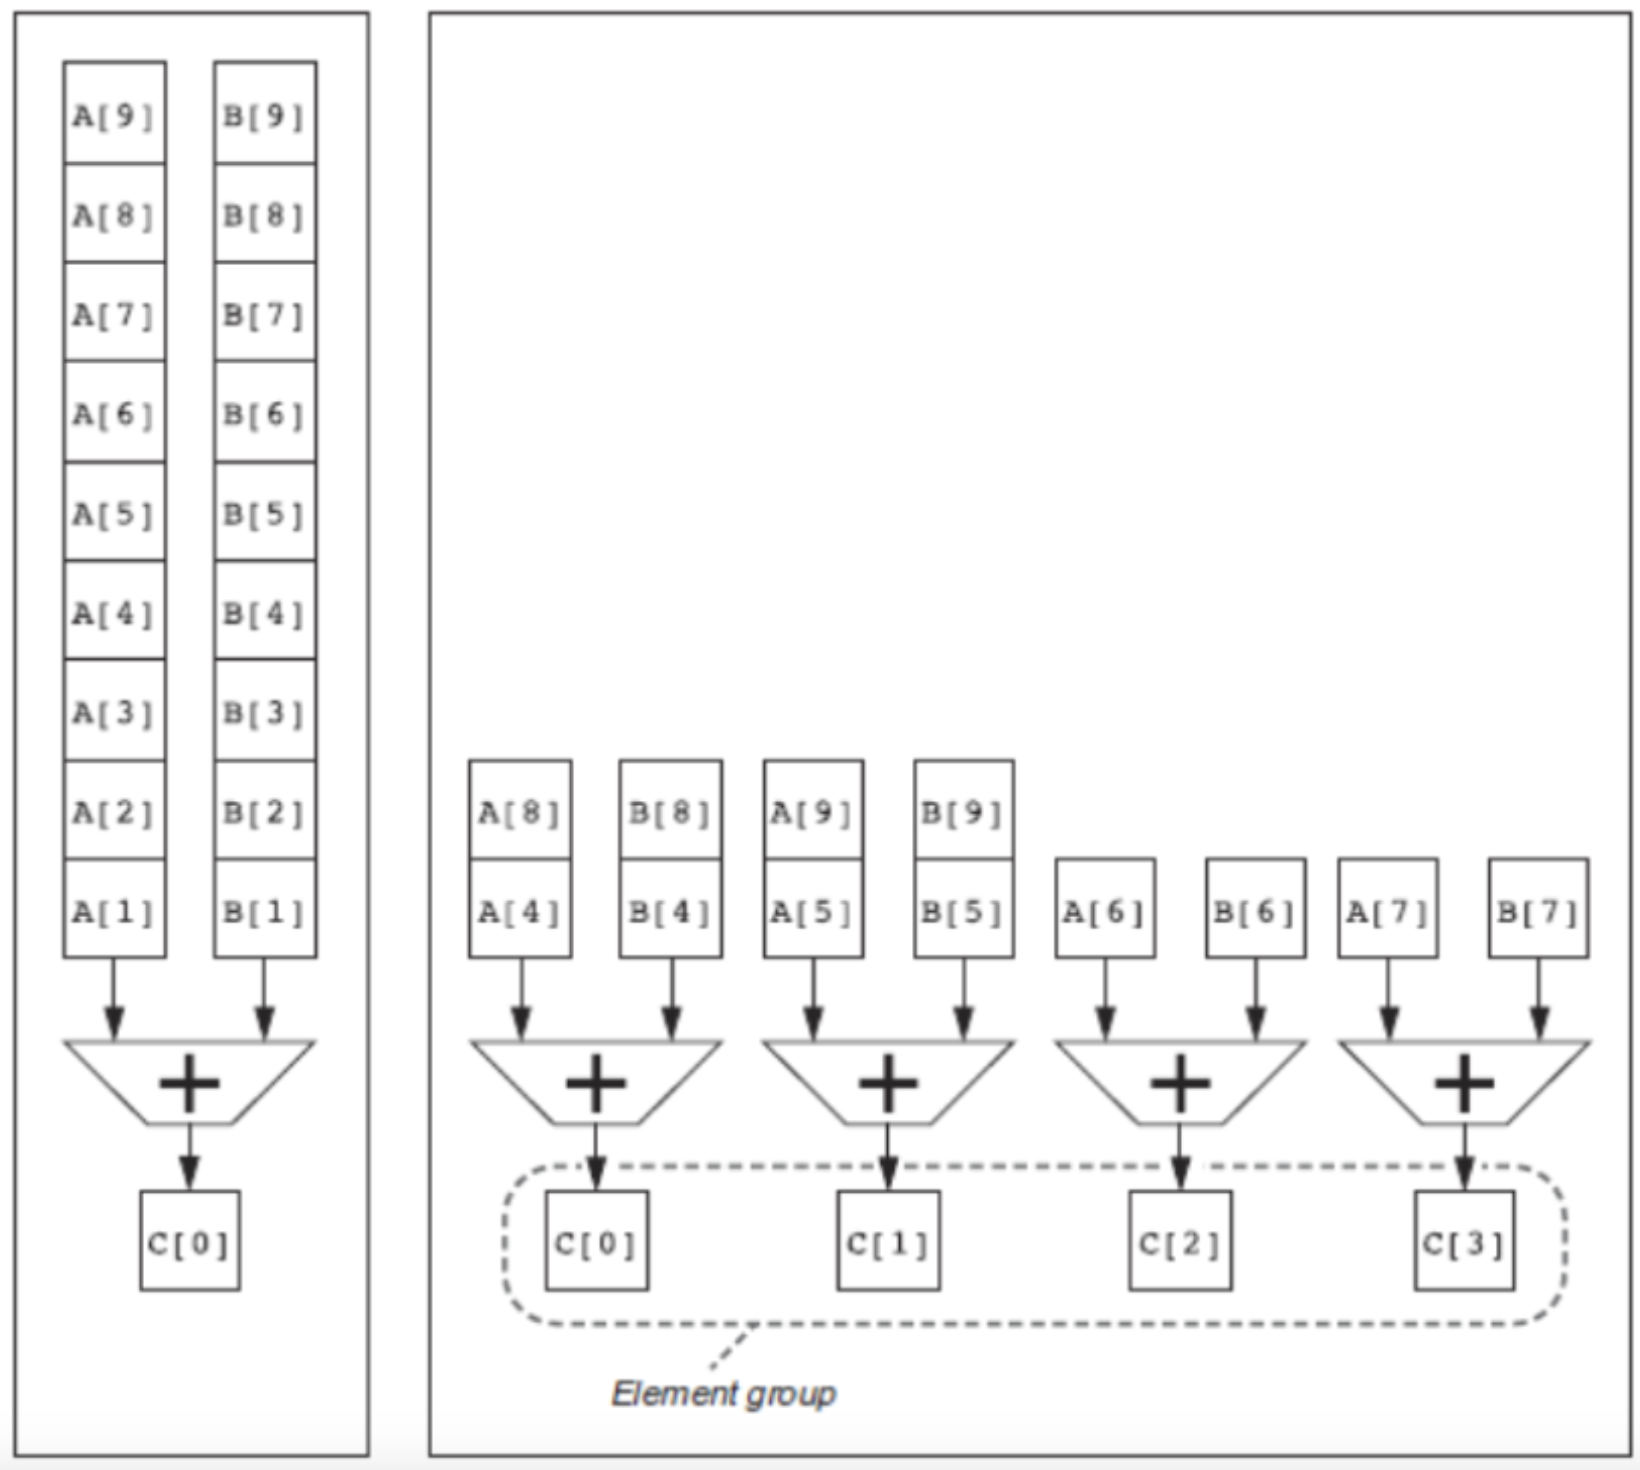 A[9] B[9]
A[8] B[8]
A[7] B[7]
A[6] B[6]
A[5] B[5]
A[4] B[4]
A[3] B[3]
A[2] B[2]
A[1] B[1]
+
C[0]
A[8] B[8] A[9] B[9]
A[4] B[4] A[5] B[5] A[6] B[6] A[7] B[7]
+ + + +
C[0] C[1] C[2] C[3]
Element group